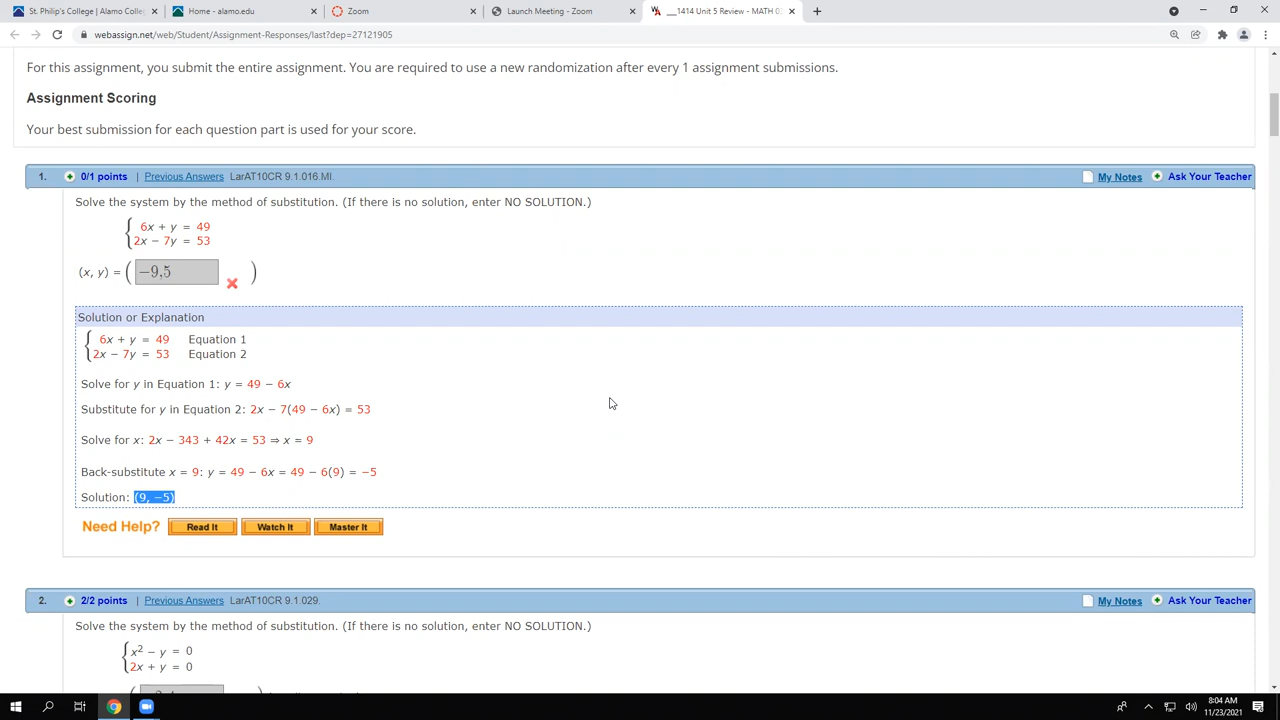 St. Philip's College | Alamo Colleg
Home - alamo.edu
Zoom
Launch Meeting - Zoom
__1414 Unit 5 Review - MATH 0
webassign.net/web/Student/Assignment-Responses/last?dep=27121905
For this assignment, you submit the entire assignment. You are required to use a new randomization after every 1 assignment submissions.
Assignment Scoring
Your best submission for each question part is used for your score.
1. 0/1 points | Previous Answers LarAT10CR 9.1.016.MI. My Notes Ask Your Teacher
Solve the system by the method of substitution. (If there is no solution, enter NO SOLUTION.)
6x + y = 49
2x − 7y = 53
(x, y) = ( −9,5 )
Solution or Explanation
6x + y = 49 Equation 1
2x − 7y = 53 Equation 2
Solve for y in Equation 1: y = 49 − 6x
Substitute for y in Equation 2: 2x − 7(49 − 6x) = 53
Solve for x: 2x − 343 + 42x = 53 ⇒ x = 9
Back-substitute x = 9: y = 49 − 6x = 49 − 6(9) = −5
Solution: (9, −5)
Need Help? Read It Watch It Master It
2. 2/2 points | Previous Answers LarAT10CR 9.1.029. My Notes Ask Your Teacher
Solve the system by the method of substitution. (If there is no solution, enter NO SOLUTION.)
x² − y = 0
2x + y = 0
8:04 AM
11/23/2021